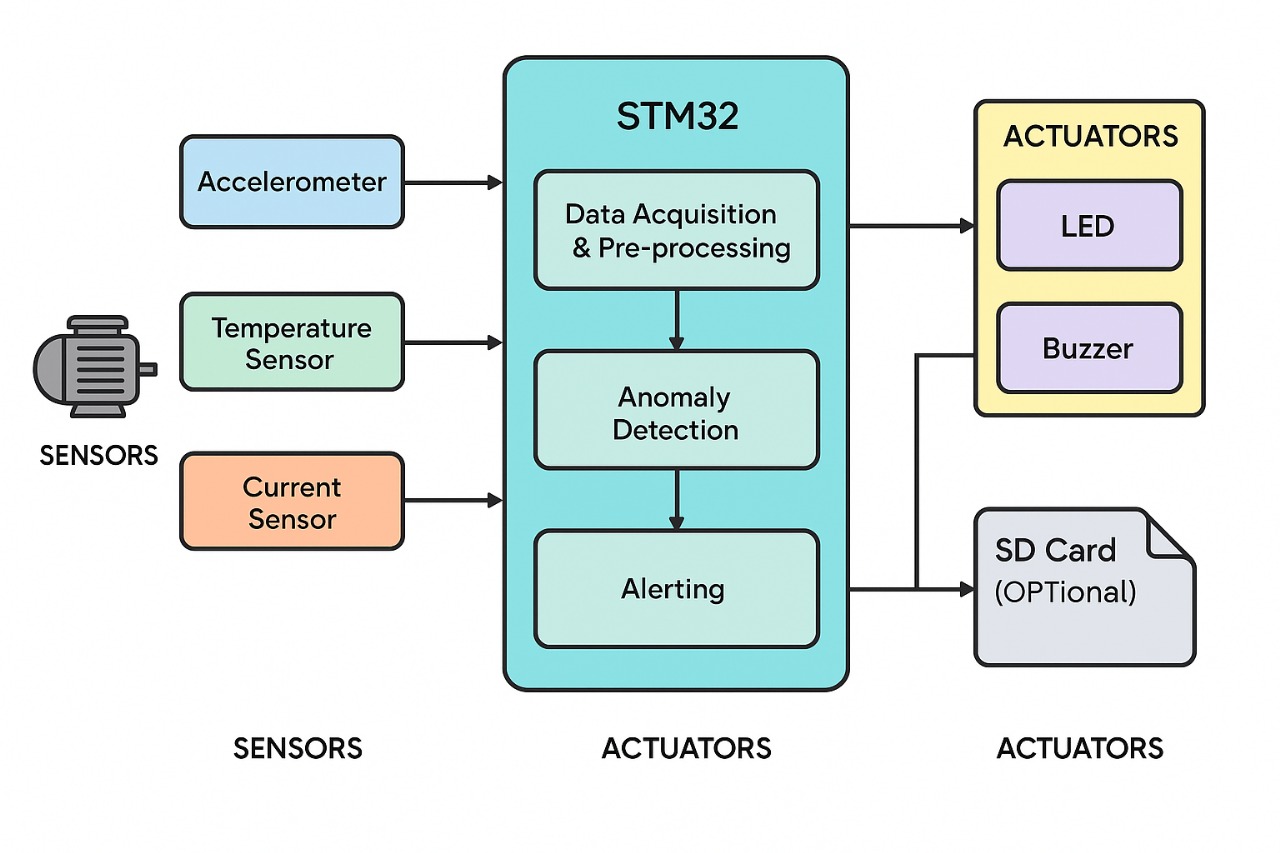 STM32
Accelerometer
Temperature
Sensor
SENSORS
Current
Sensor
Data Acquisition
& Pre-processing
Anomaly
Detection
Alerting
ACTUATORS
LED
Buzzer
SD Card
(OPTional)
SENSORS
ACTUATORS
ACTUATORS